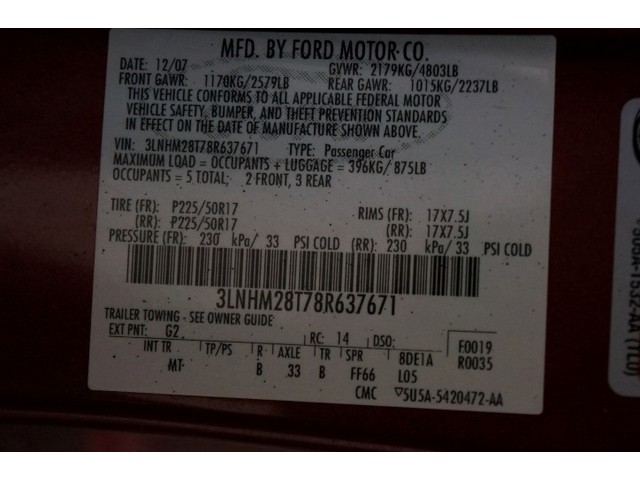 MFD. BY FORD MOTOR CO.
DATE: 12/07 GVWR: 2179KG/4803LB
FRONT GAWR: 1170KG/2579LB REAR GAWR: 1015KG/2237LB
THIS VEHICLE CONFORMS TO ALL APPLICABLE FEDERAL MOTOR
VEHICLE SAFETY, BUMPER, AND THEFT PREVENTION STANDARDS
IN EFFECT ON THE DATE OF MANUFACTURE SHOWN ABOVE.
VIN: 3LNHM28T78R637671 TYPE: Passenger Car
MAXIMUM LOAD = OCCUPANTS + LUGGAGE = 396KG/ 875LB
OCCUPANTS = 5 TOTAL; 2 FRONT, 3 REAR
TIRE (FR): P225/50R17 RIMS (FR): 17X7.5J
(RR): P225/50R17 (RR): 17X7.5J
PRESSURE (FR): 230 kPa/ 33 PSI COLD (RR): 230 kPa/ 33 PSI COLD
3LNHM28T78R637671
TRAILER TOWING - SEE OWNER GUIDE
EXT PNT: G2 RC: 14 DSO: F0019
INT TR TP/PS R AXLE TR SPR 8DE1A R0035
MT B .33 B FF66 L05
CMC 5U5A-5420472-AA